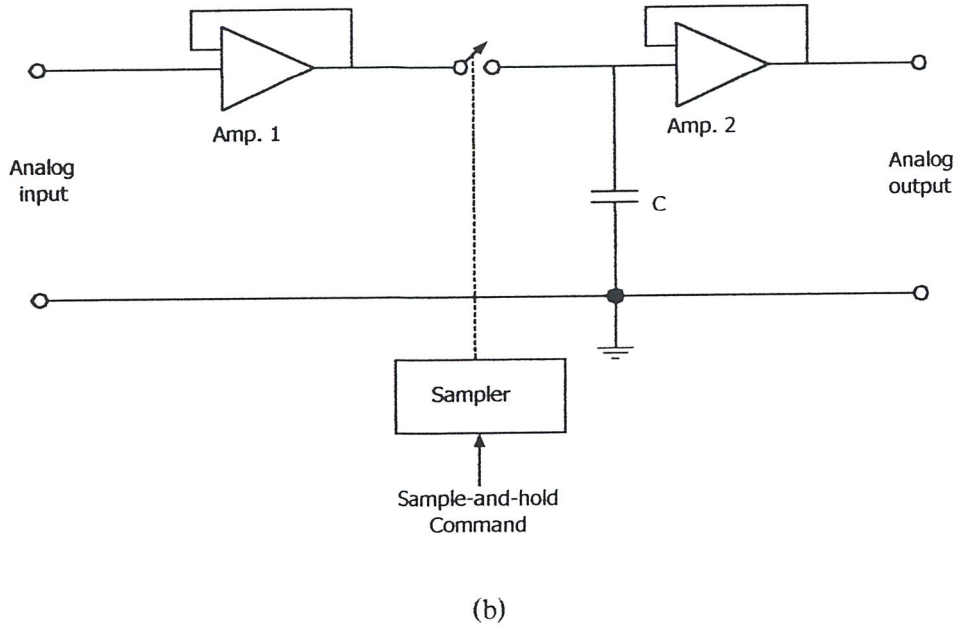 Amp. 1
Amp. 2
Analog
input
Analog
output
C
Sampler
Sample-and-hold
Command
(b)